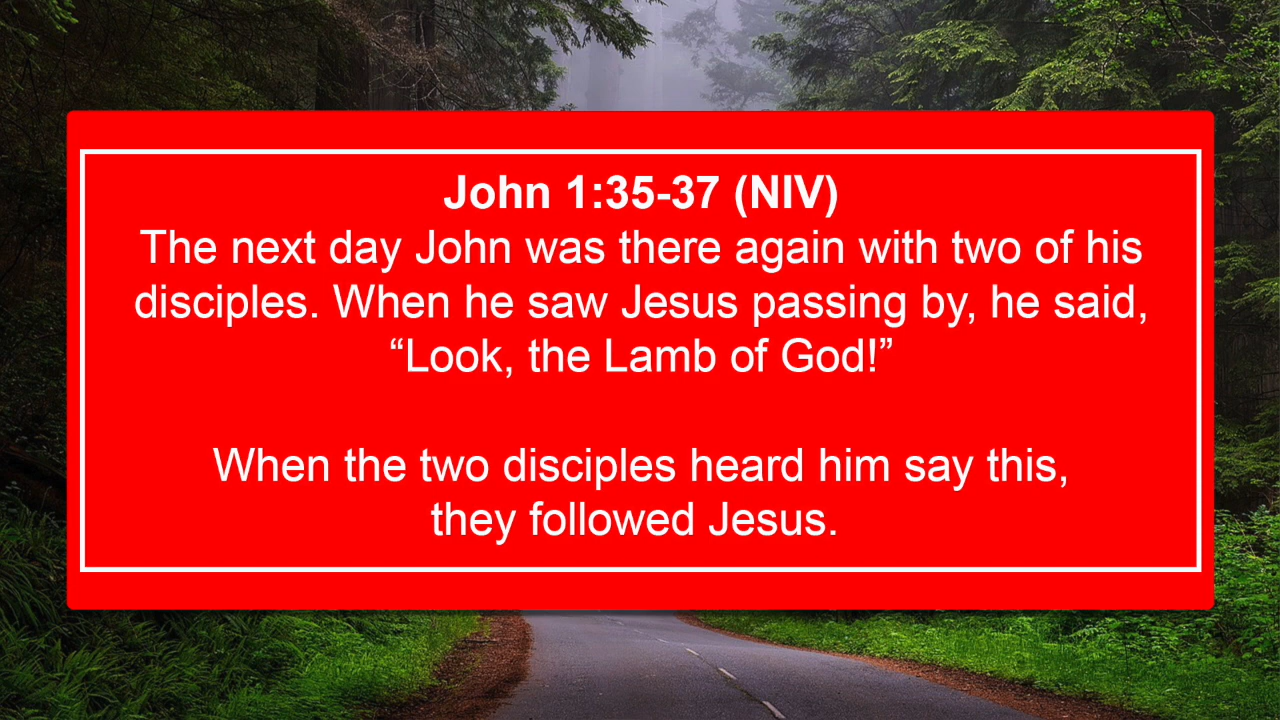 John 1:35-37 (NIV)
The next day John was there again with two of his
disciples. When he saw Jesus passing by, he said,
“Look, the Lamb of God!”
When the two disciples heard him say this,
they followed Jesus.